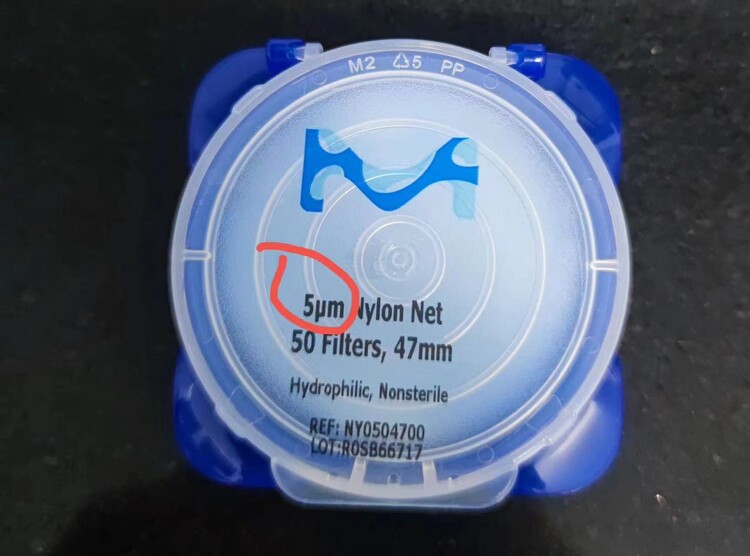 M2 ♷5 PP
5µm Nylon Net
50 Filters, 47mm
Hydrophilic, Nonsterile
REF: NY0504700
LOT:R0SB66717